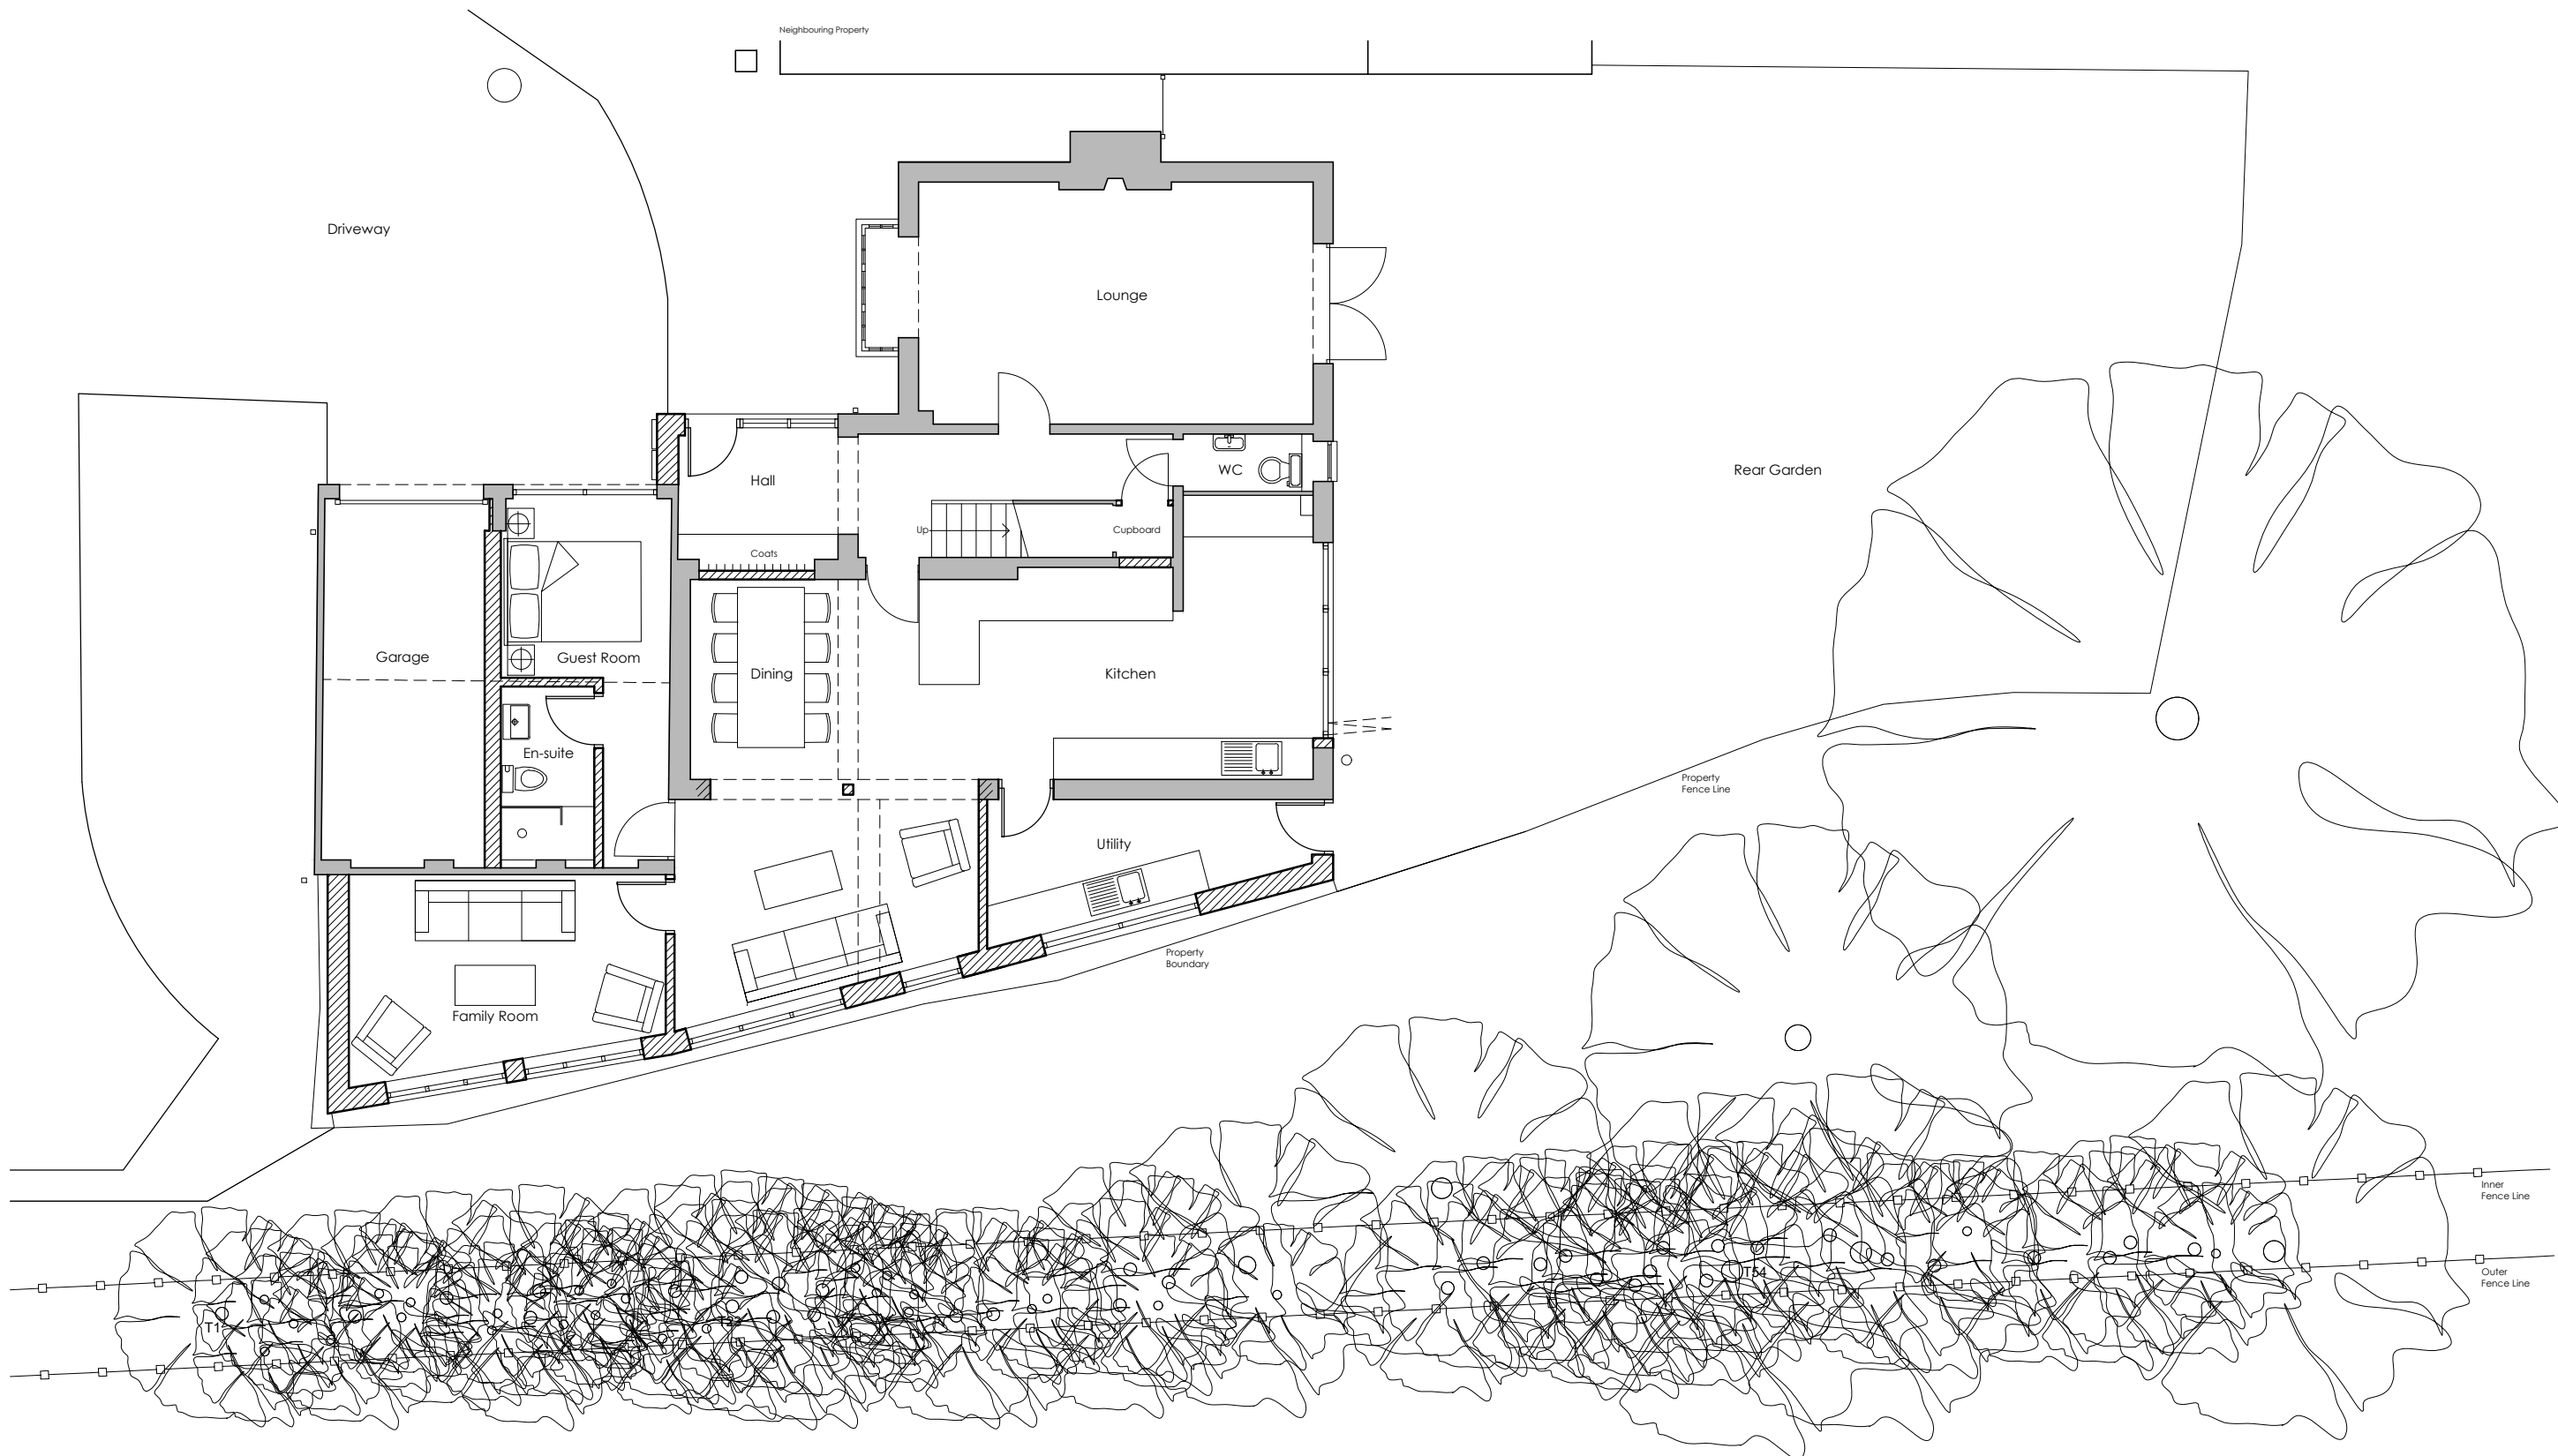 Neighbouring Property
Driveway
Lounge
Hall
WC
Rear Garden
Up
Cupboard
Coats
Garage
Guest Room
Dining
Kitchen
En-suite
Property
Fence Line
Utility
Property
Boundary
Family Room
Inner
Fence Line
Outer
Fence Line
T54